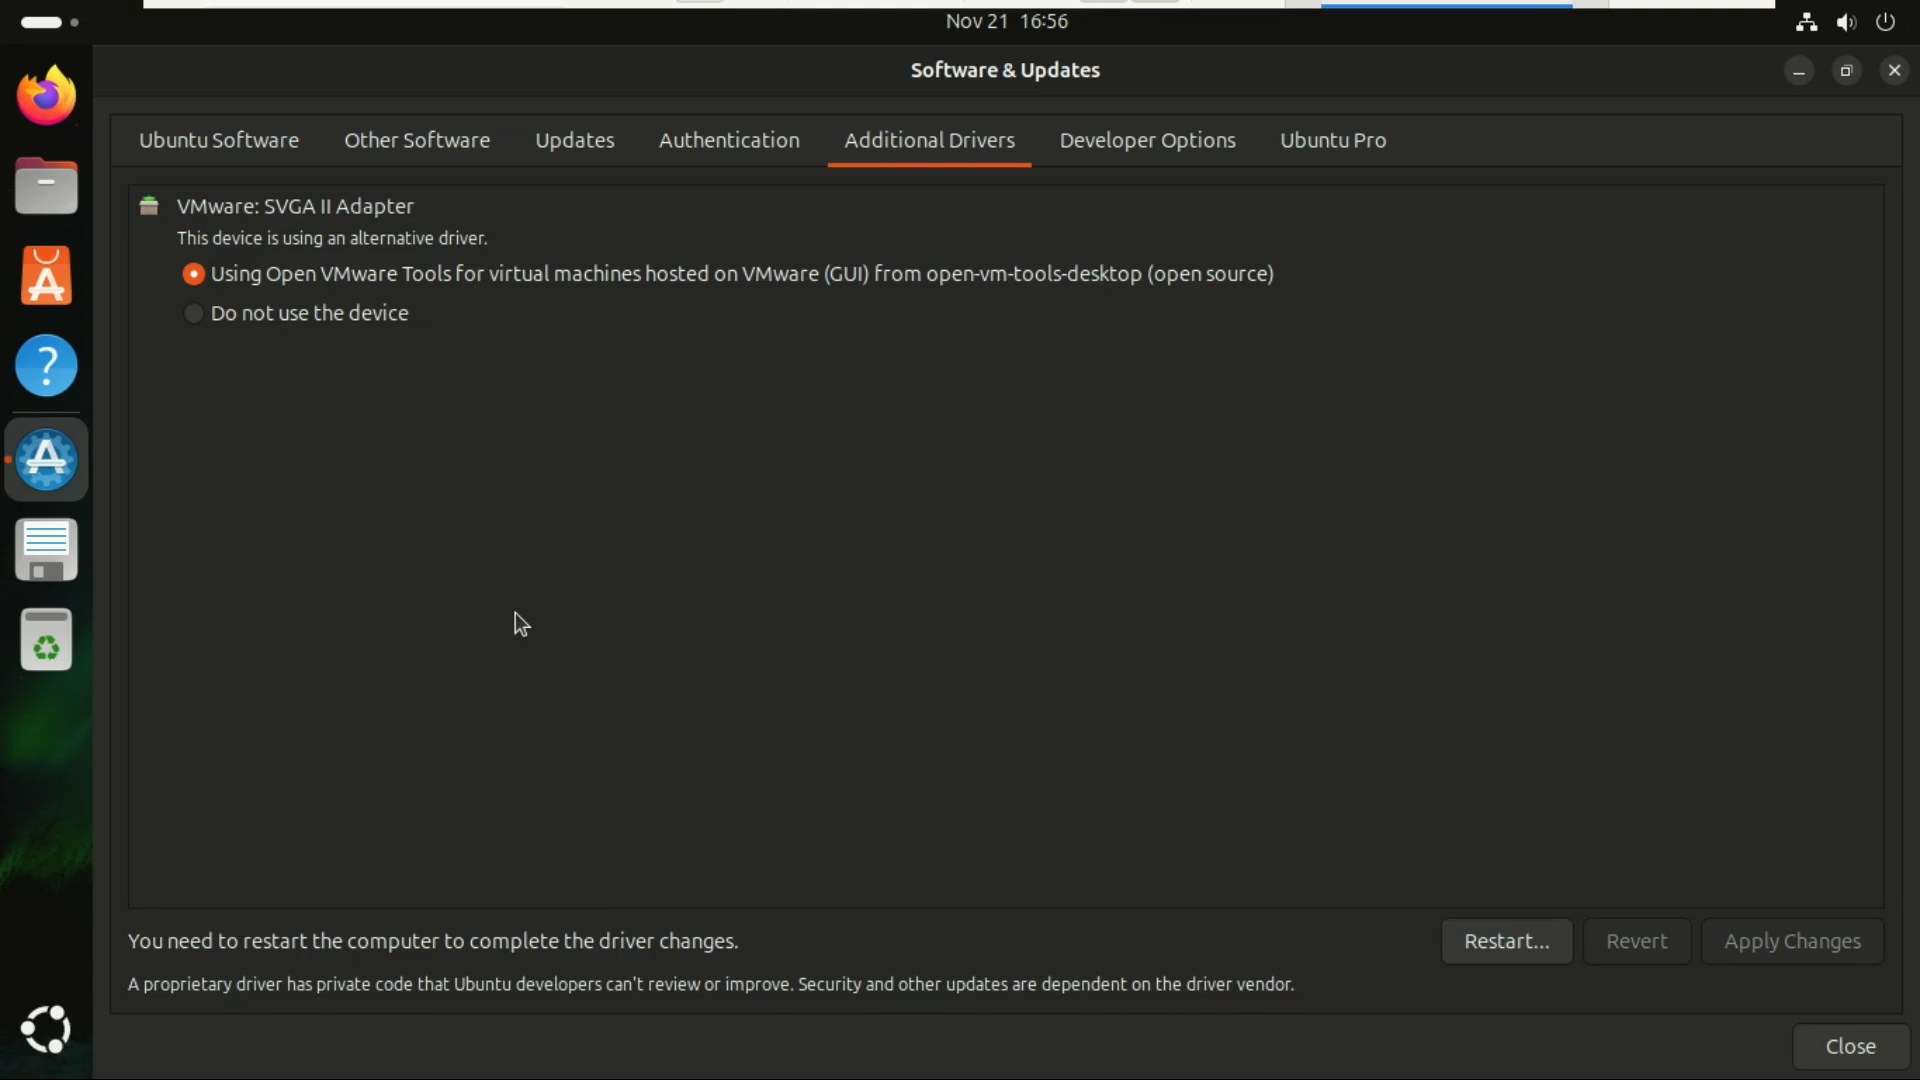 Nov 21 16:56
Software & Updates
Ubuntu Software Other Software Updates Authentication Additional Drivers Developer Options Ubuntu Pro
VMware: SVGA II Adapter
This device is using an alternative driver.
Using Open VMware Tools for virtual machines hosted on VMware (GUI) from open-vm-tools-desktop (open source)
Do not use the device
You need to restart the computer to complete the driver changes. Restart... Revert Apply Changes
A proprietary driver has private code that Ubuntu developers can't review or improve. Security and other updates are dependent on the driver vendor.
Close